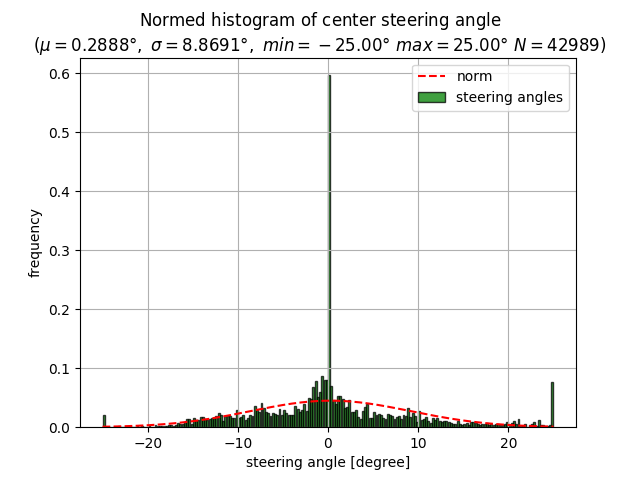 Normed histogram of center steering angle
(μ = 0.2888°, σ = 8.8691°, min = −25.00° max = 25.00° N = 42989)
norm
steering angles
frequency
0.6
0.5
0.4
0.3
0.2
0.1
0.0
−20 −10 0 10 20
steering angle [degree]